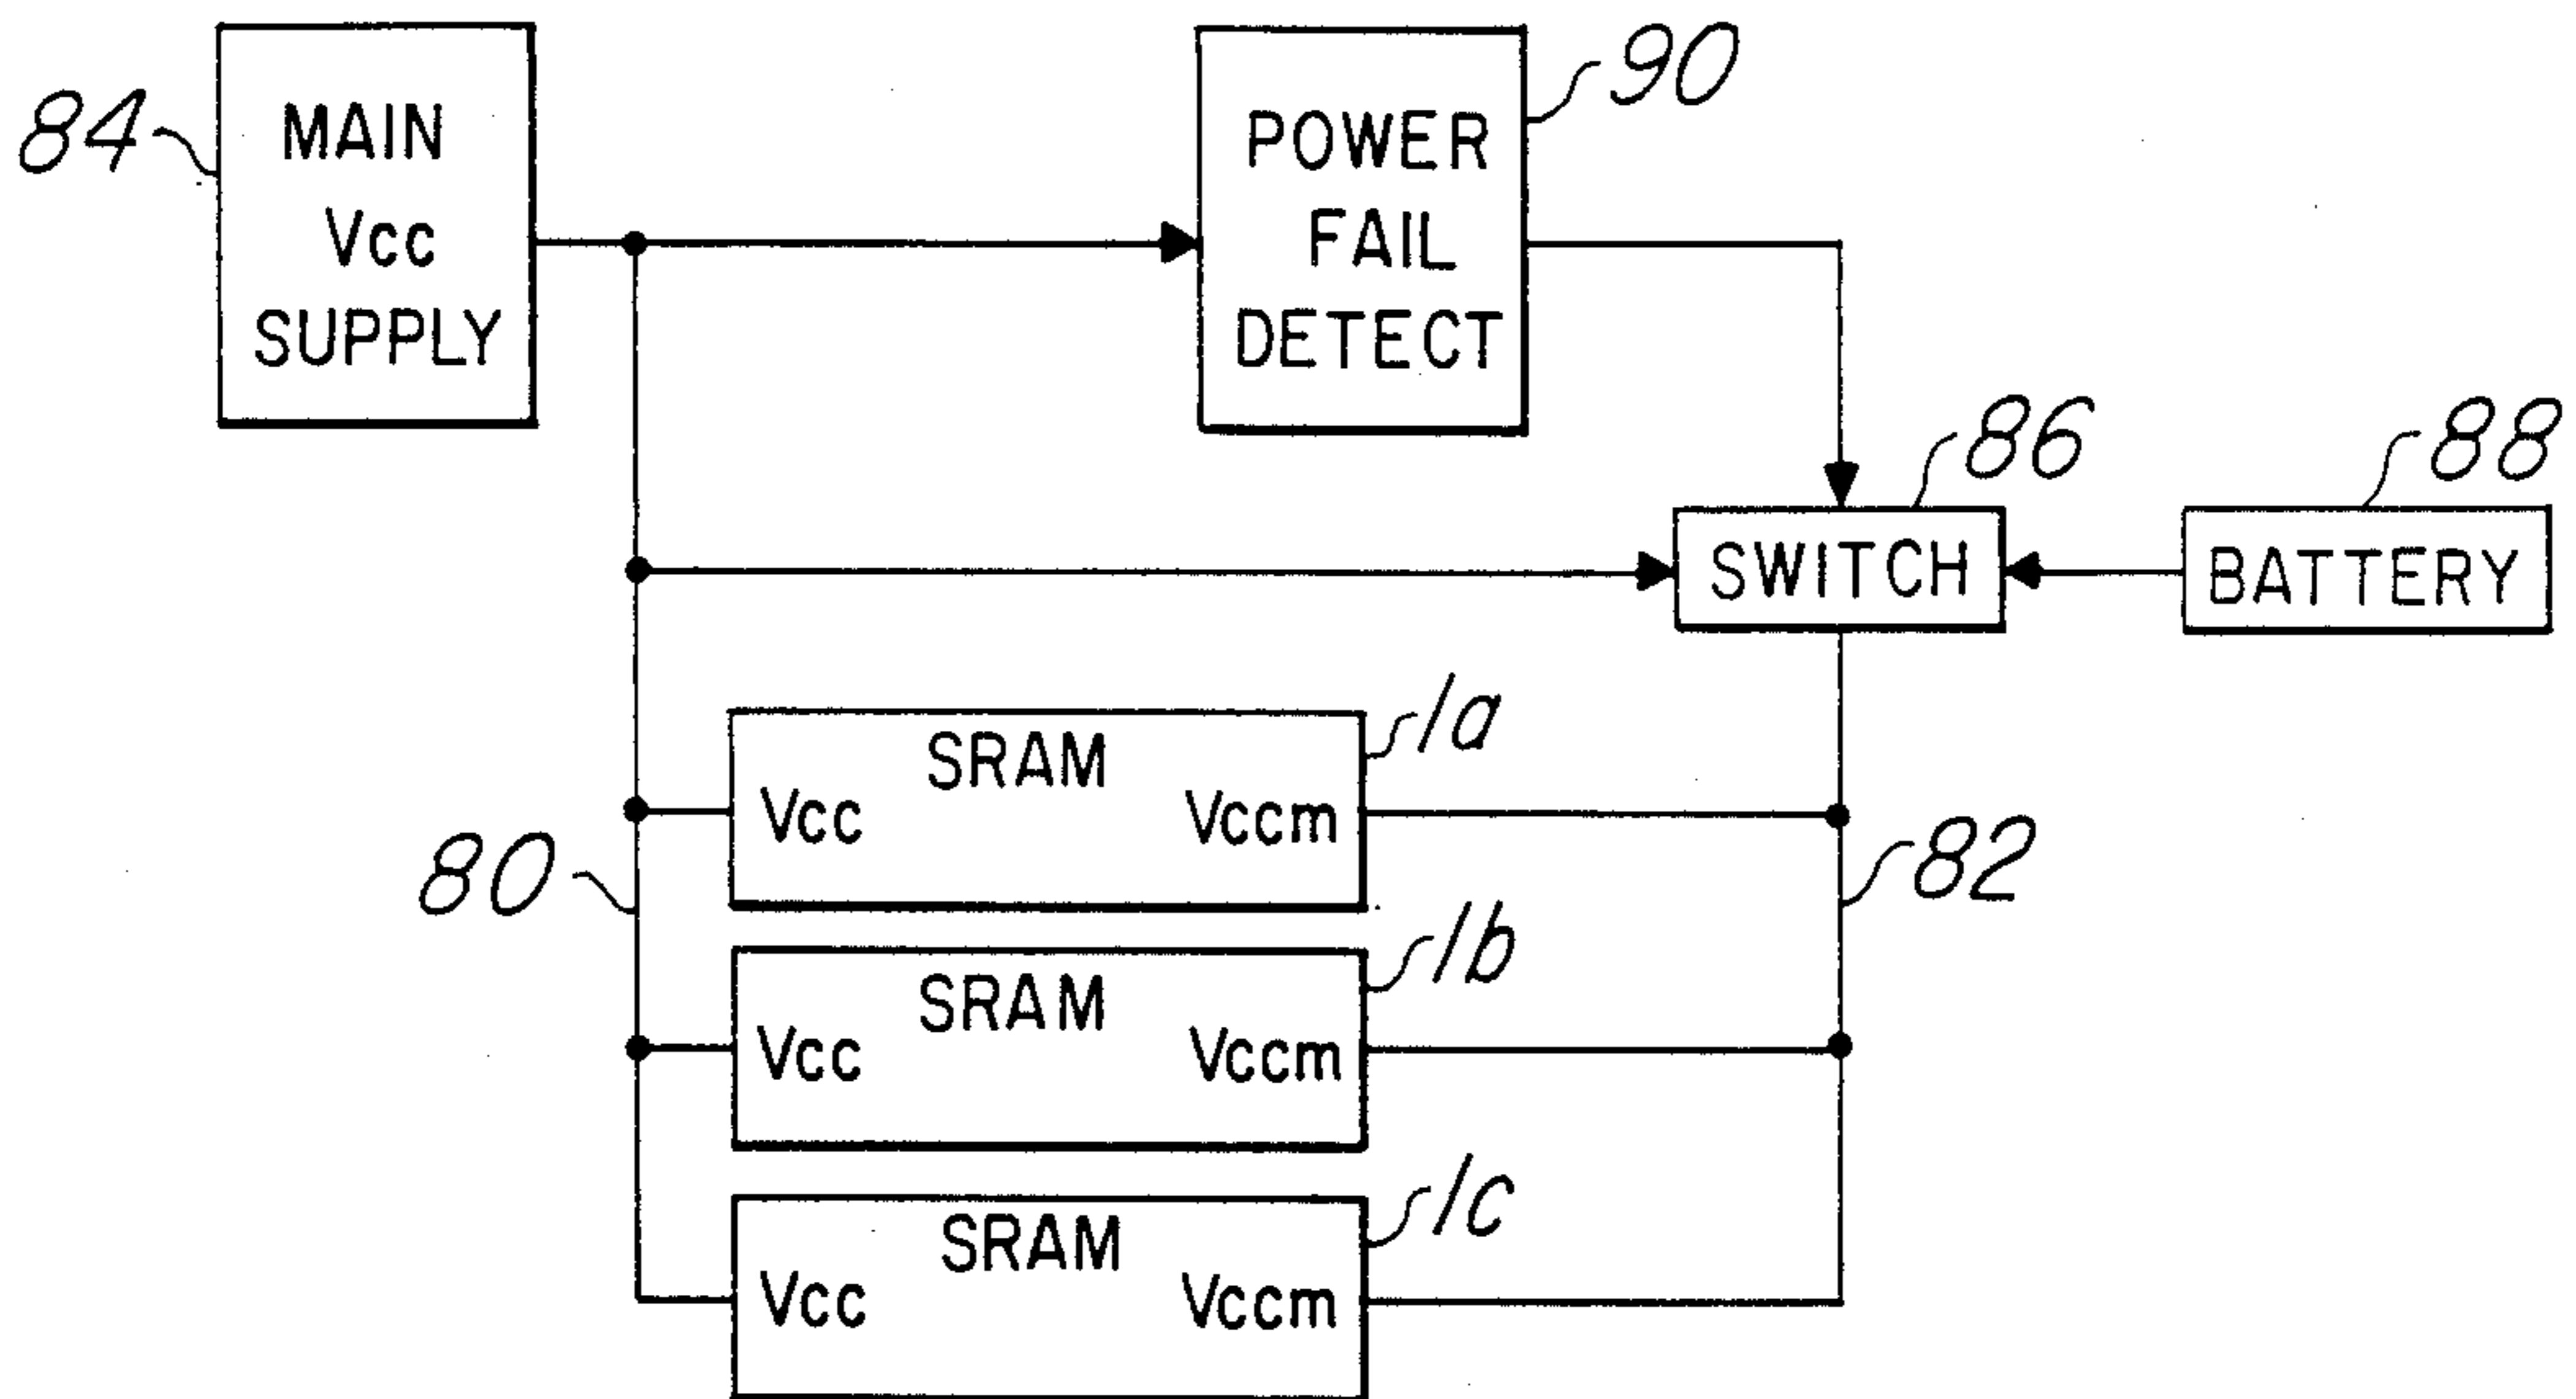 84
MAIN
Vcc
SUPPLY
90
POWER
FAIL
DETECT
86
SWITCH
88
BATTERY
1a
SRAM
Vcc Vccm
80
82
1b
SRAM
Vcc Vccm
1c
SRAM
Vcc Vccm